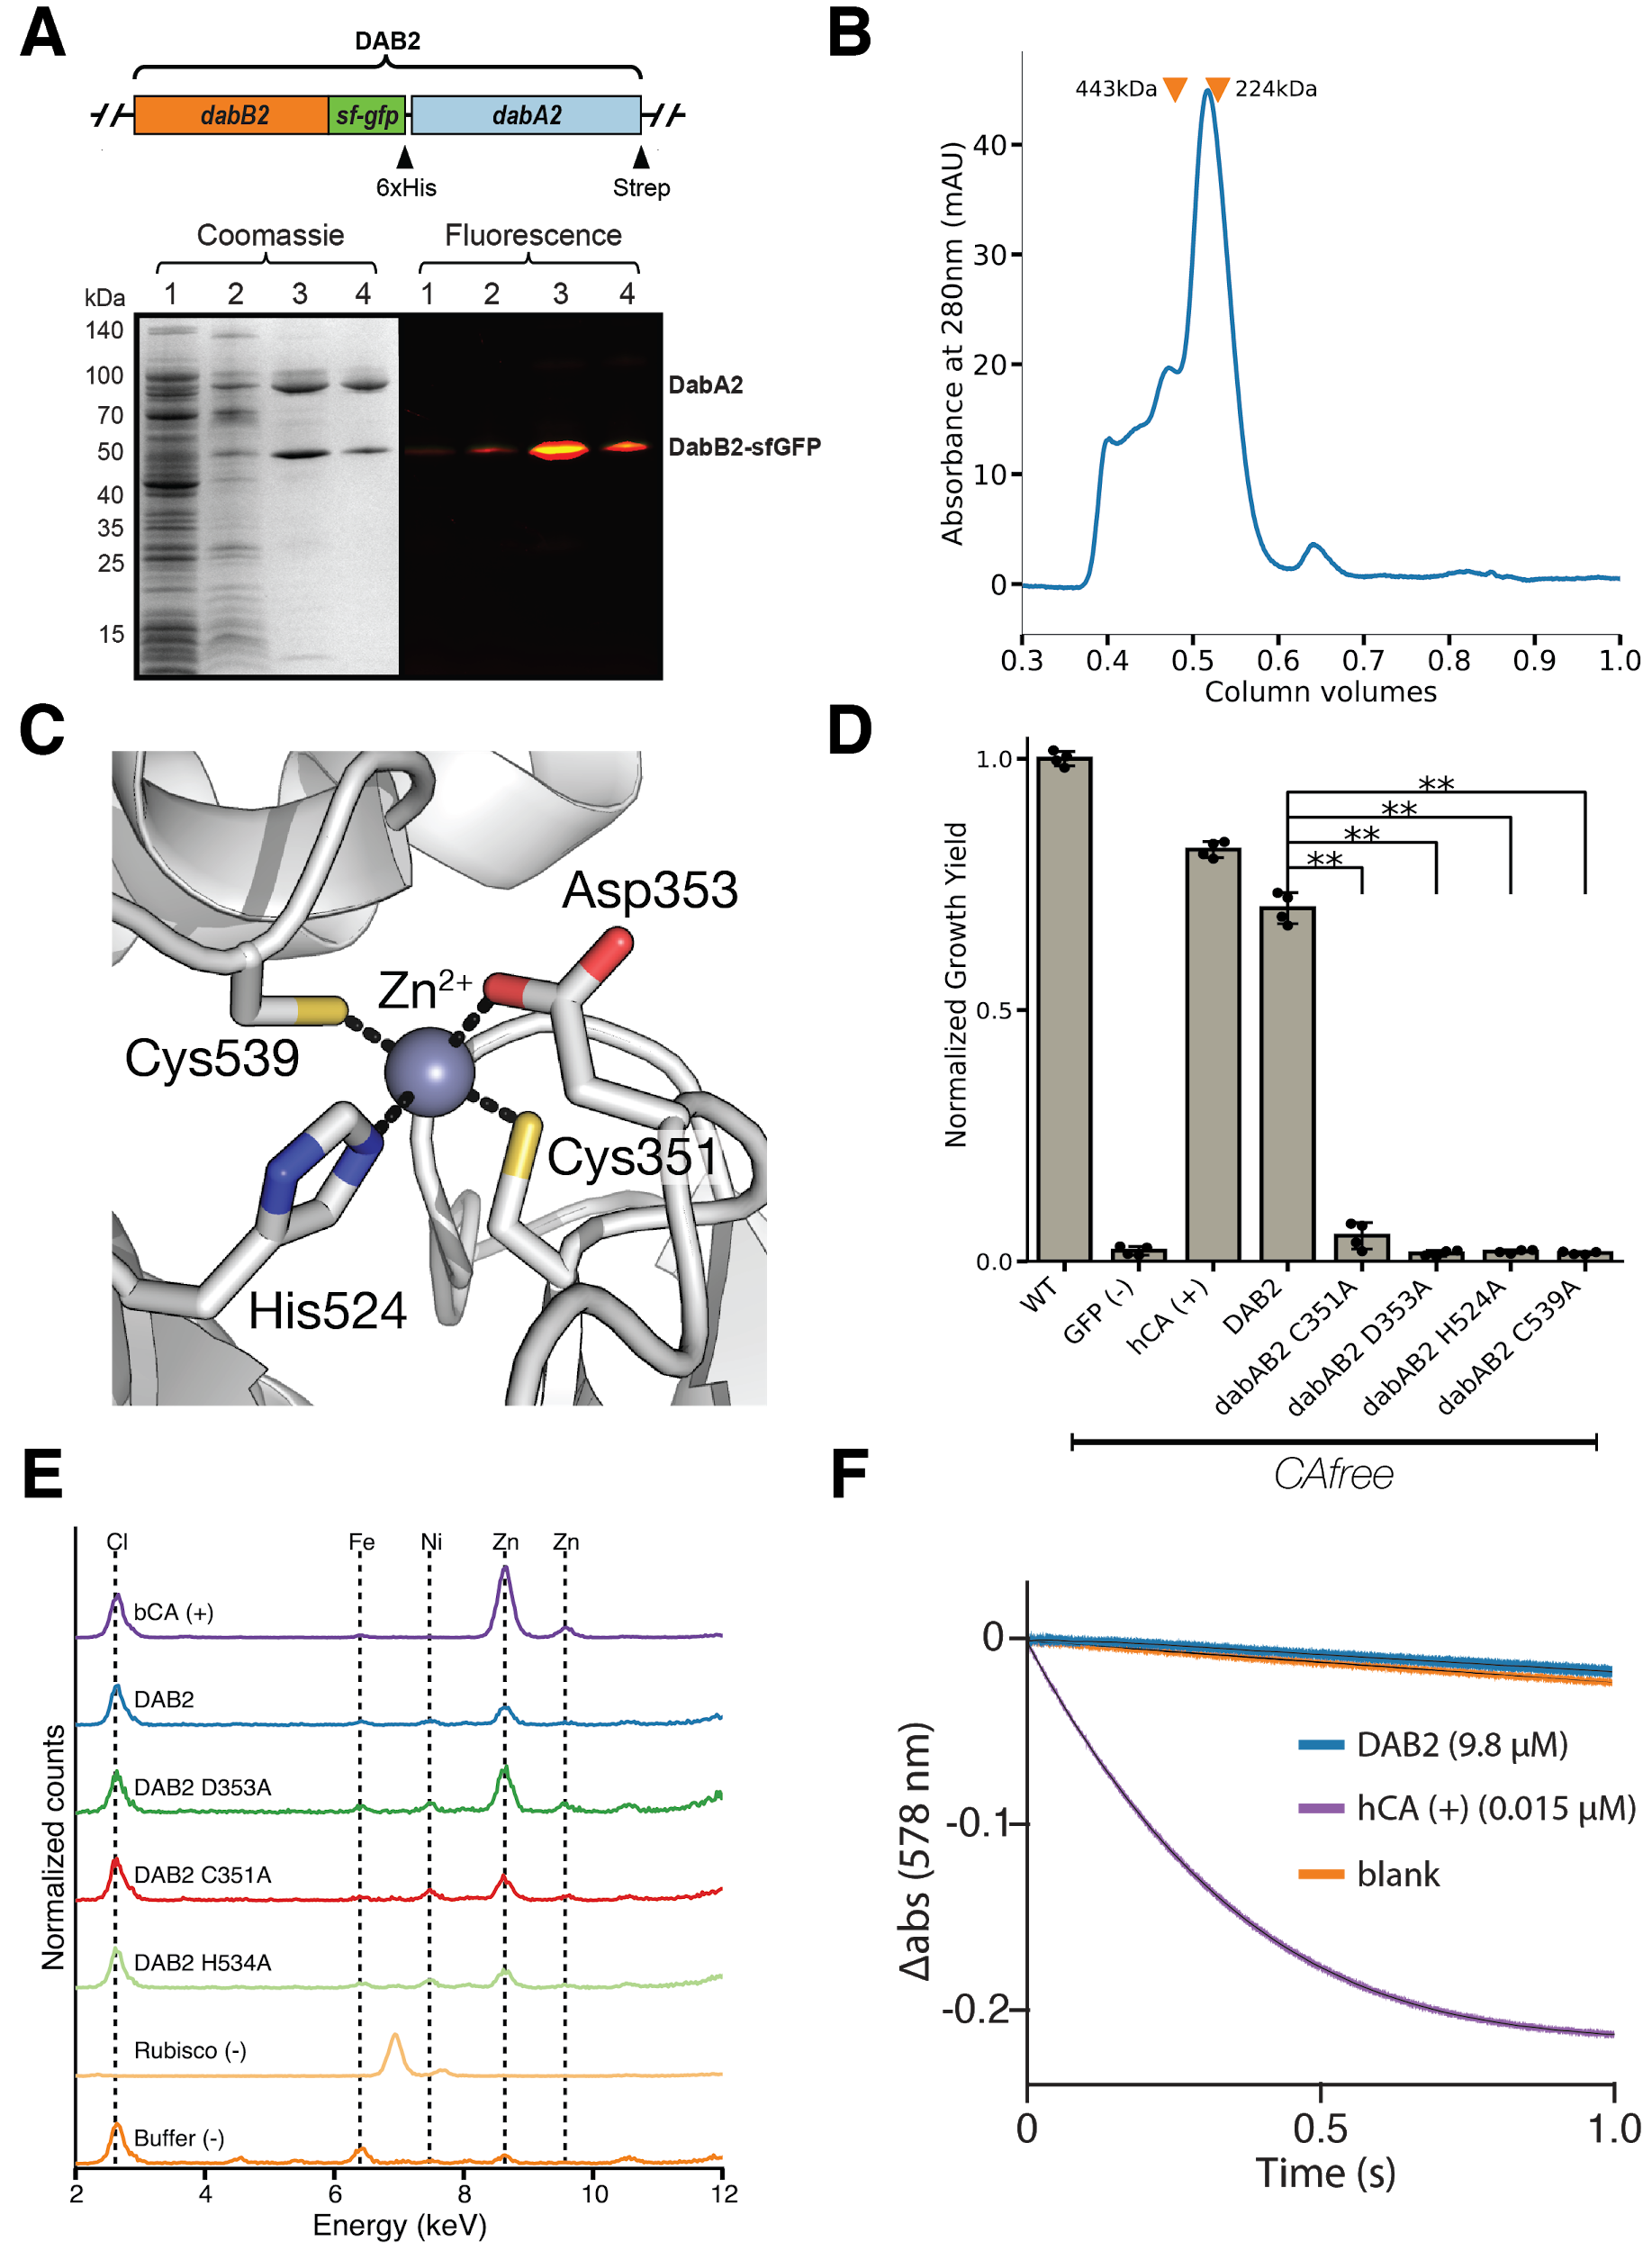 A
DAB2
dabB2 sf-gfp dabA2
6xHis Strep
Coomassie Fluorescence
kDa 1 2 3 4 1 2 3 4
140
100
70
50
40
35
25
15
DabA2
DabB2-sfGFP
B
443kDa 224kDa
Absorbance at 280nm (mAU)
40
30
20
10
0
0.3 0.4 0.5 0.6 0.7 0.8 0.9 1.0
Column volumes
C
Asp353
Zn2+
Cys539
Cys351
His524
D
Normalized Growth Yield
1.0
0.5
0.0
**
**
**
**
WT
GFP (-)
hCA (+)
DAB2
dabAB2 C351A
dabAB2 D353A
dabAB2 H524A
dabAB2 C539A
CAfree
E
Normalized counts
Cl Fe Ni Zn Zn
bCA (+)
DAB2
DAB2 D353A
DAB2 C351A
DAB2 H534A
Rubisco (-)
Buffer (-)
2 4 6 8 10 12
Energy (keV)
F
Δabs (578 nm)
0
-0.1
-0.2
DAB2 (9.8 µM)
hCA (+) (0.015 µM)
blank
0 0.5 1.0
Time (s)